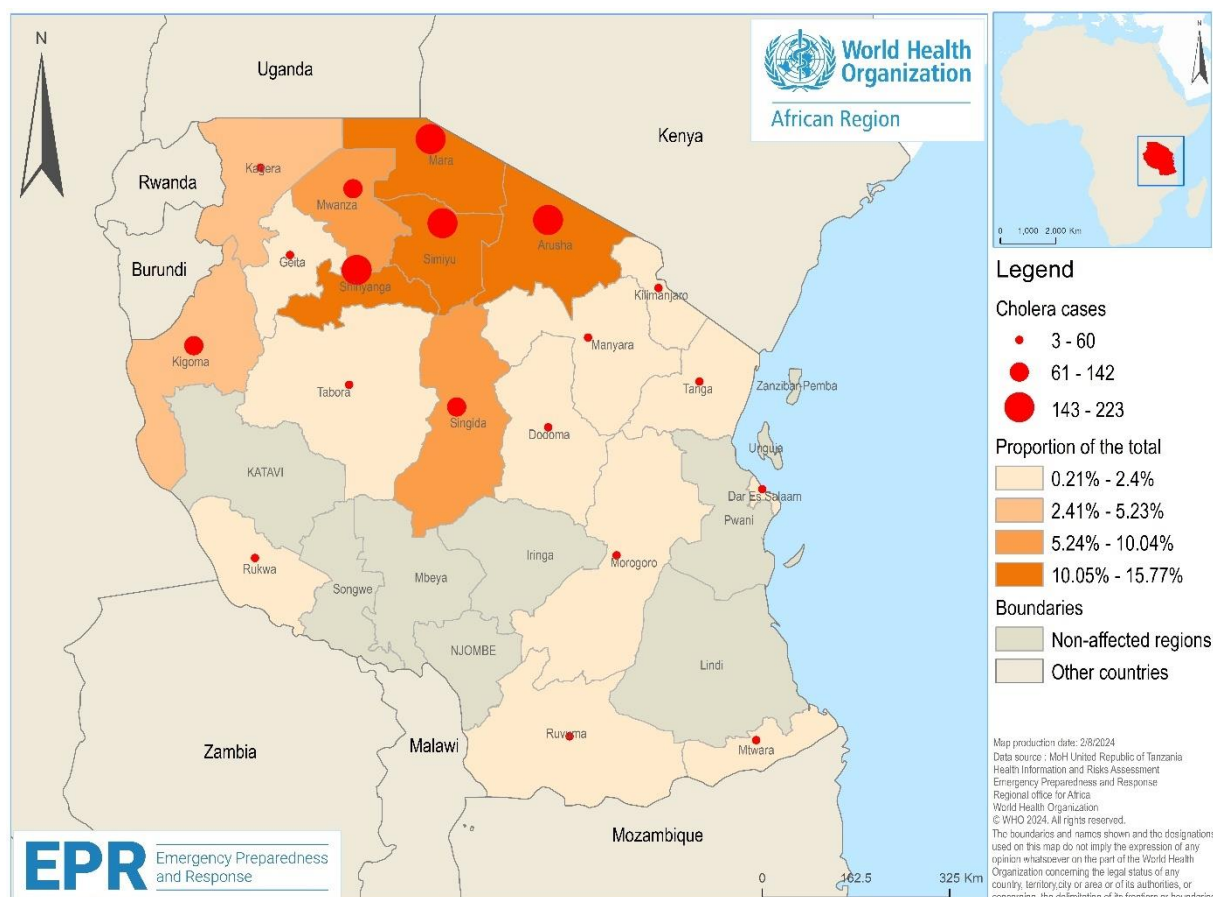 N
Uganda
World Health
Organization
African Region
N
Kenya
Mara
Kagera
Rwanda
Mwanza
Burundi
Geita
Simiyu
Arusha
Shinyanga
0 1,000 2,000 Km
Kilimanjaro
Kigoma
Manyara
Tabora
Tanga
Zanzibar-Pemba
Singida
Dodoma
Unguja
KATAVI
Dar Es Salaam
Pwani
Iringa
Morogoro
Rukwa
Mbeya
Songwe
NJOMBE
Lindi
Ruvuma
Mtwara
Zambia
Malawi
Mozambique
0 162.5 325 Km
EPR Emergency Preparedness
and Response
Legend
Cholera cases
3 - 60
61 - 142
143 - 223
Proportion of the total
0.21% - 2.4%
2.41% - 5.23%
5.24% - 10.04%
10.05% - 15.77%
Boundaries
Non-affected regions
Other countries
Map production date: 2/8/2024
Data source : MoH United Republic of Tanzania
Health Information and Risks Assessment
Emergency Preparedness and Response
Regional office for Africa
World Health Organization
© WHO 2024. All rights reserved.
The boundaries and names shown and the designations
used on this map do not imply the expression of any
opinion whatsoever on the part of the World Health
Organization concerning the legal status of any
country, territory,city or area or of its authorities, or